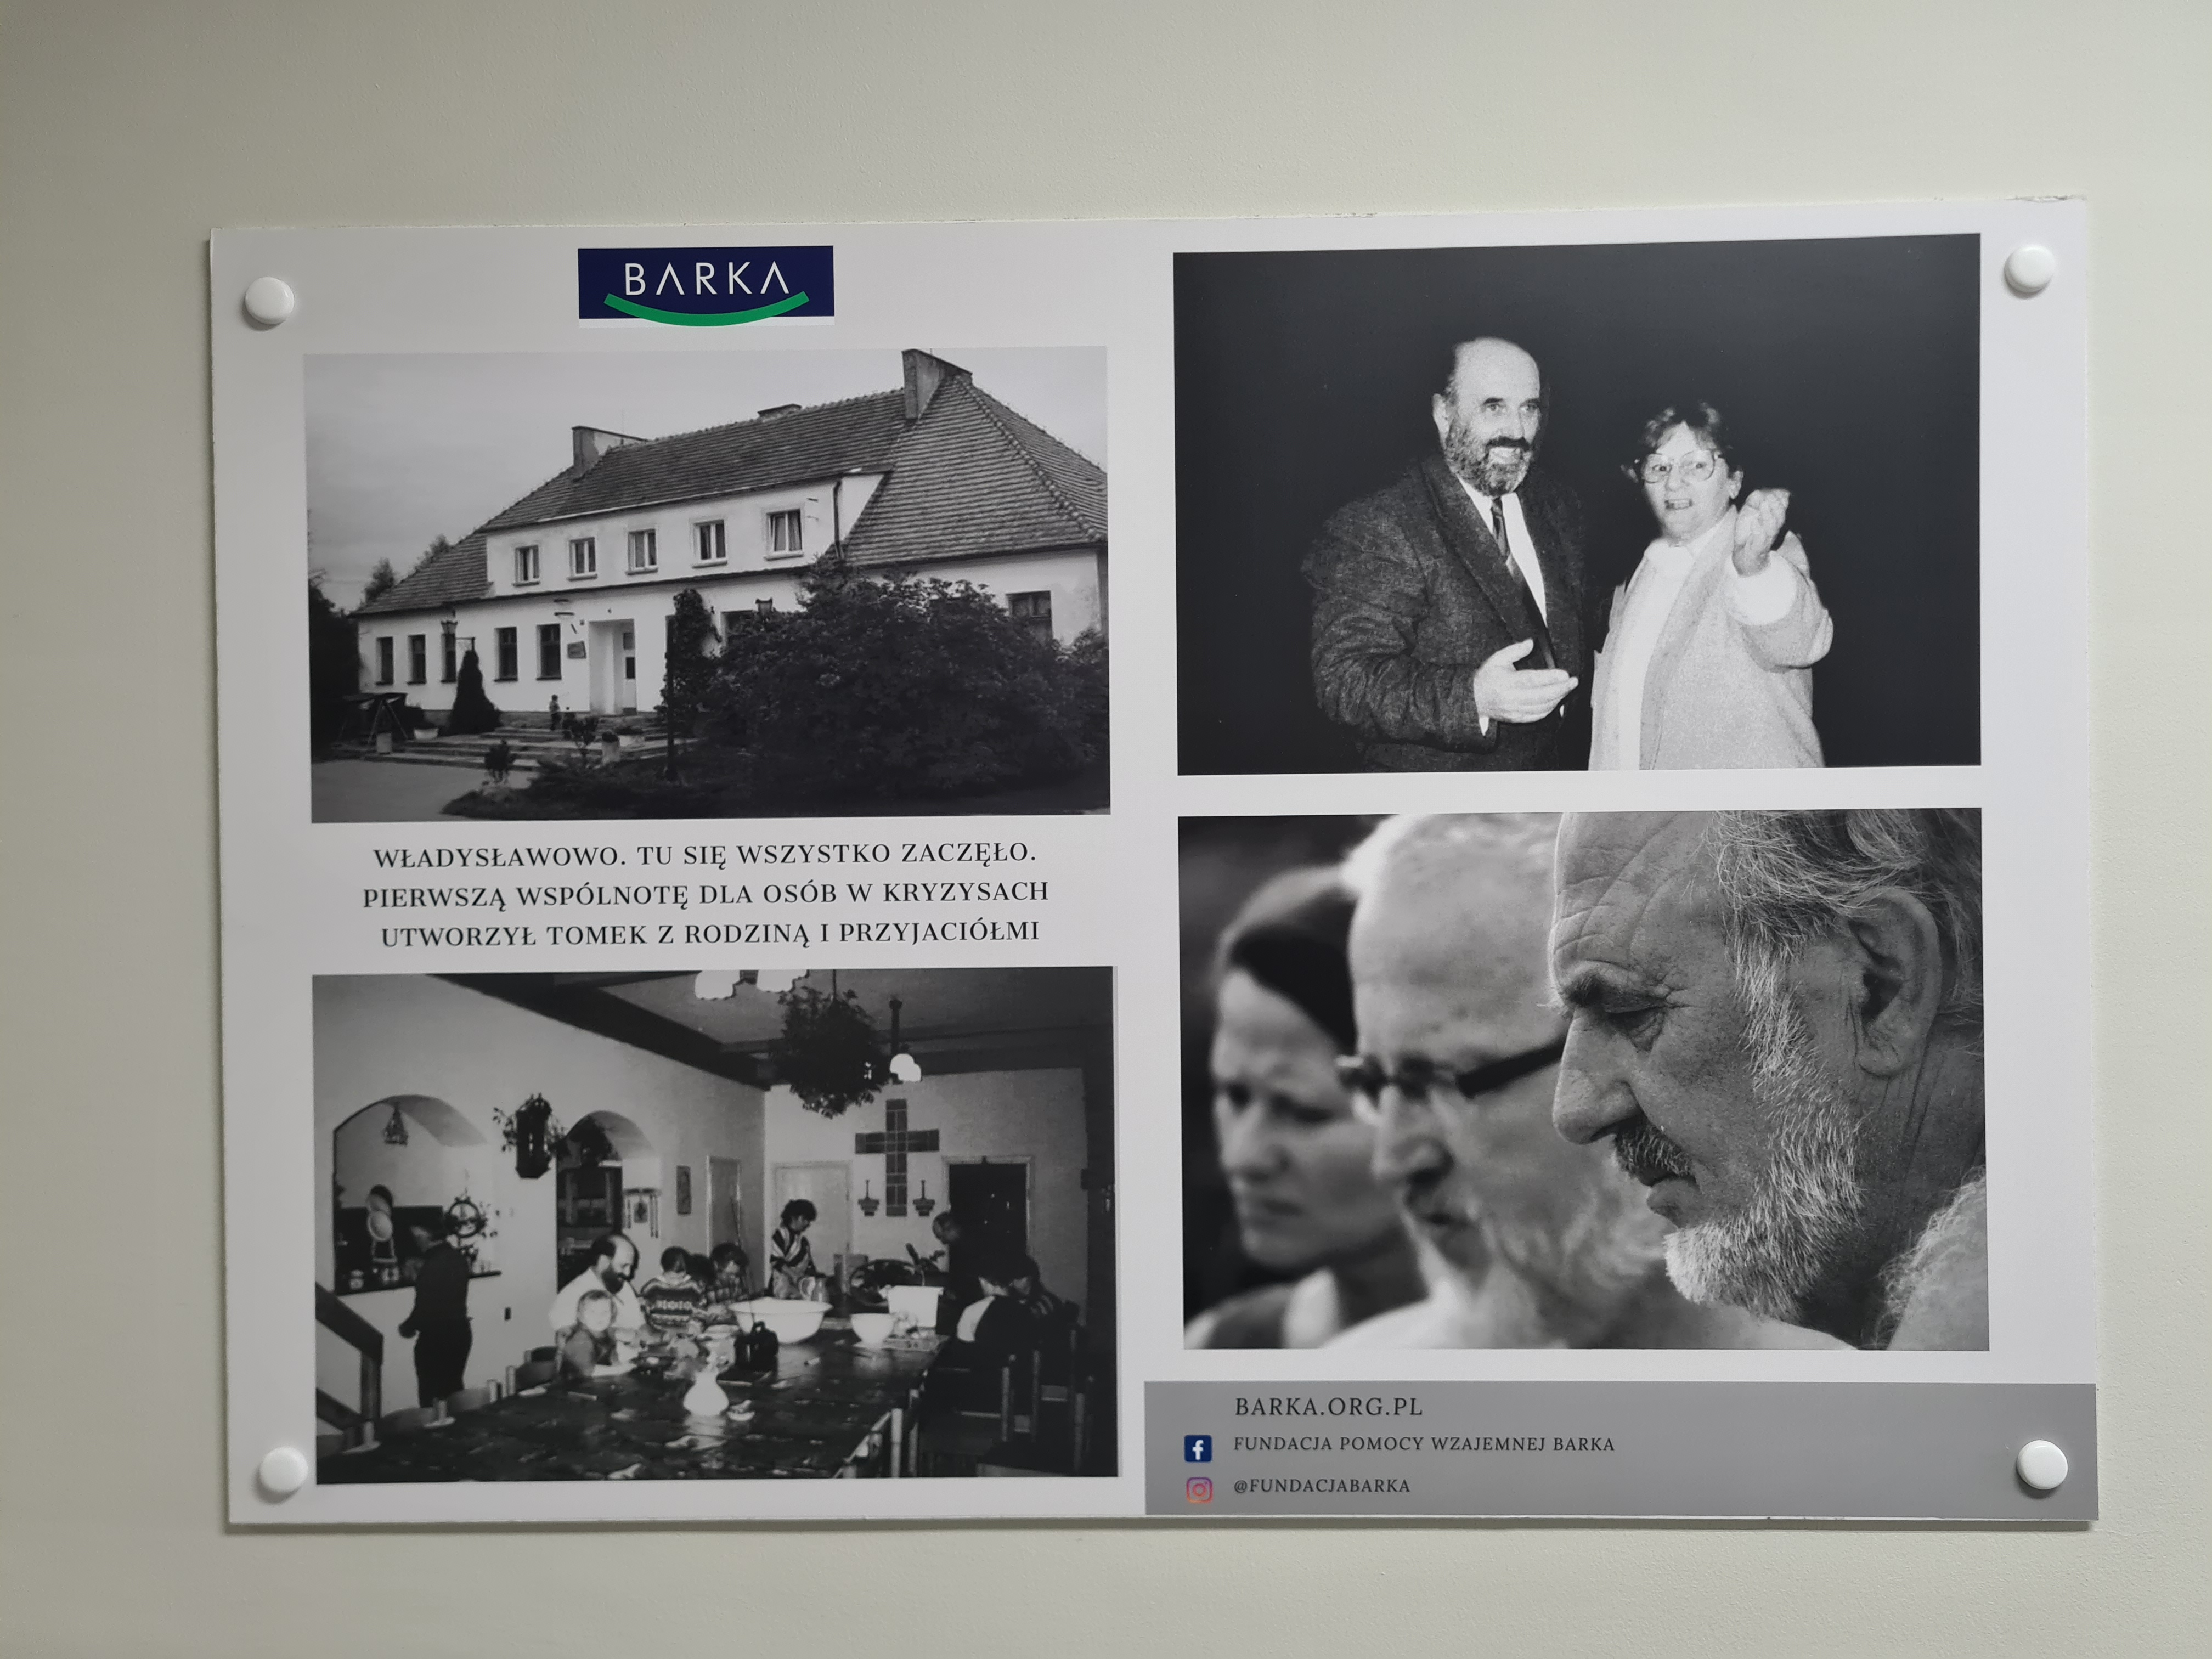 BARKA
WŁADYSŁAWOWO. TU SIĘ WSZYSTKO ZACZĘŁO.
PIERWSZĄ WSPÓLNOTĘ DLA OSÓB W KRYZYSACH
UTWORZYŁ TOMEK Z RODZINĄ I PRZYJACIÓŁMI
BARKA.ORG.PL
FUNDACJA POMOCY WZAJEMNEJ BARKA
@FUNDACJABARKA